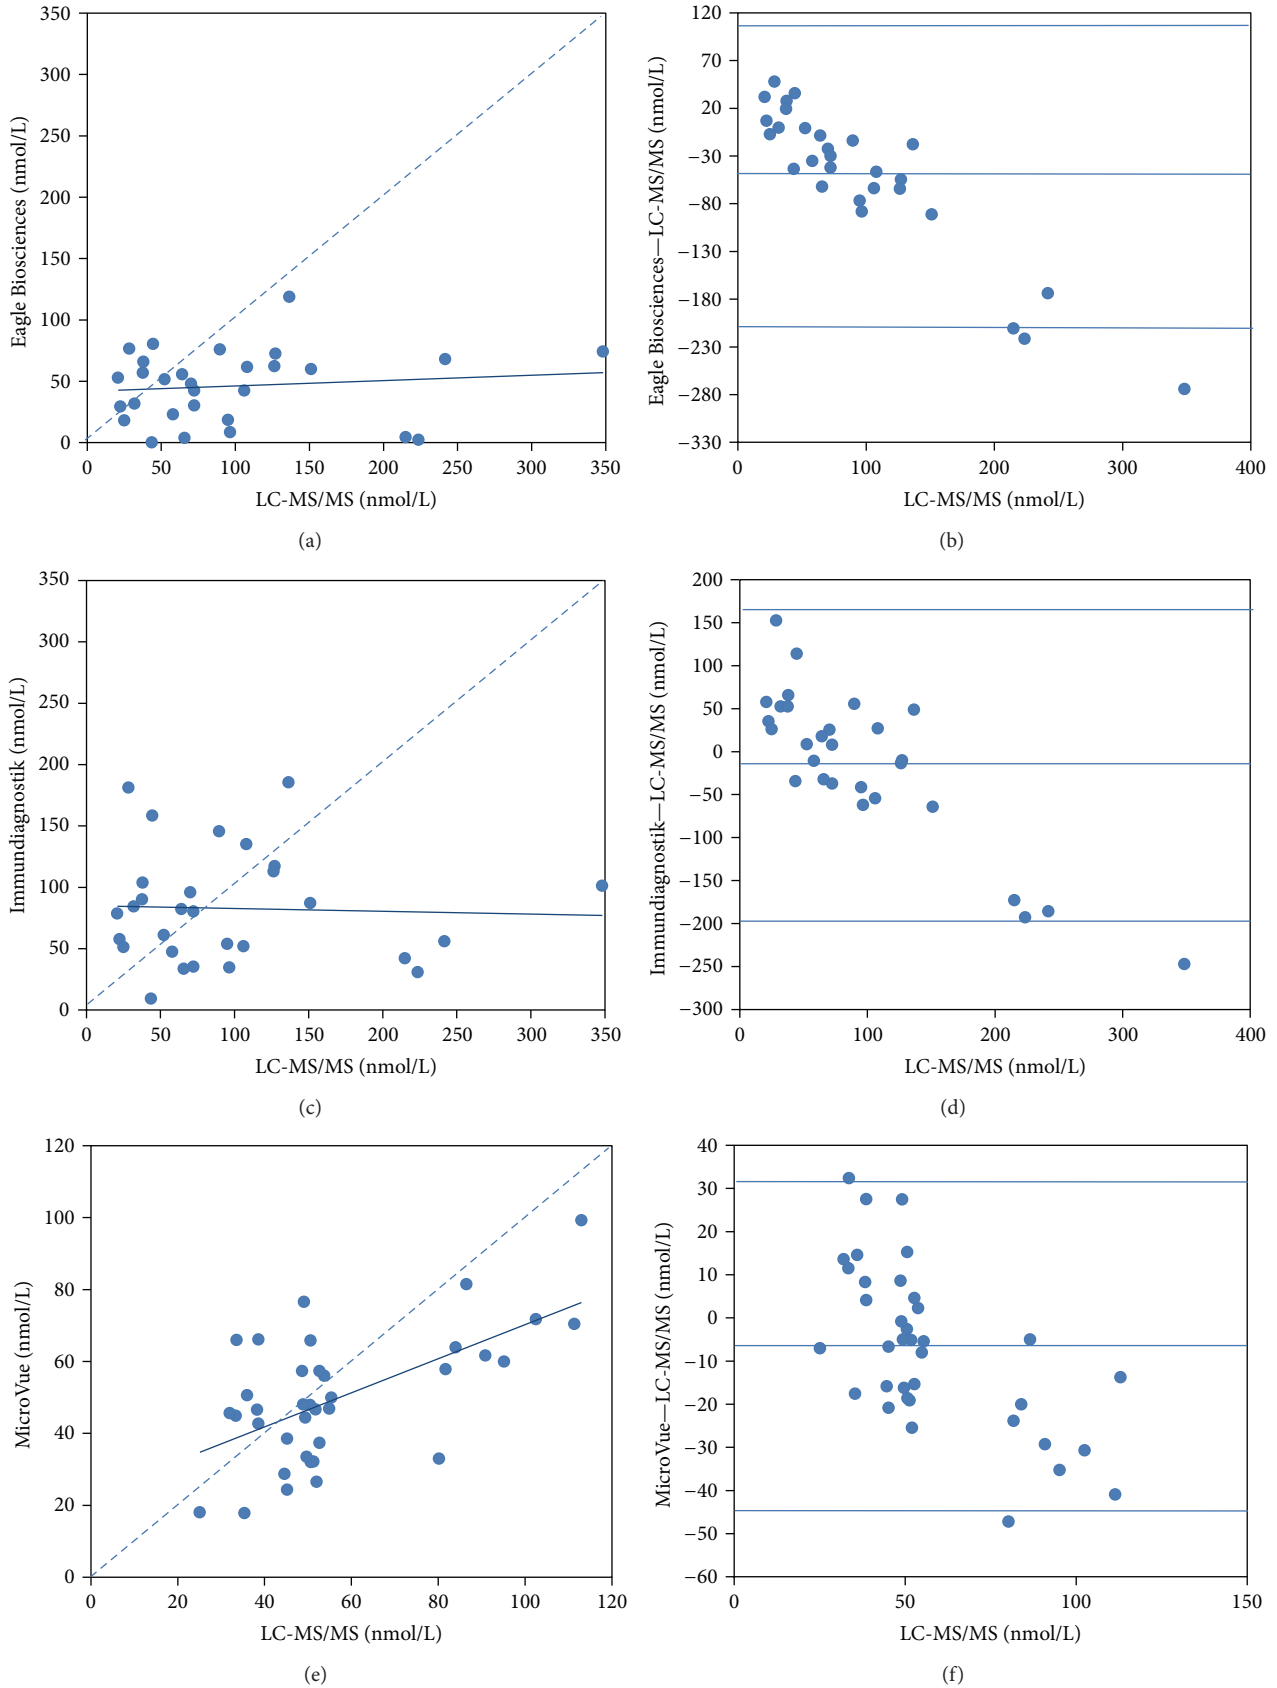 350
300
250
200
150
100
50
0
Eagle Biosciences (nmol/L)
0 50 100 150 200 250 300 350
LC-MS/MS (nmol/L)
(a)
120
70
20
−30
−80
−130
−180
−230
−280
−330
Eagle Biosciences—LC-MS/MS (nmol/L)
0 100 200 300 400
LC-MS/MS (nmol/L)
(b)
350
300
250
200
150
100
50
0
Immundiagnostik (nmol/L)
0 50 100 150 200 250 300 350
LC-MS/MS (nmol/L)
(c)
200
150
100
50
0
−50
−100
−150
−200
−250
−300
Immundiagnostik—LC-MS/MS (nmol/L)
0 100 200 300 400
LC-MS/MS (nmol/L)
(d)
120
100
80
60
40
20
0
MicroVue (nmol/L)
0 20 40 60 80 100 120
LC-MS/MS (nmol/L)
(e)
40
30
20
10
0
−10
−20
−30
−40
−50
−60
MicroVue—LC-MS/MS (nmol/L)
0 50 100 150
LC-MS/MS (nmol/L)
(f)